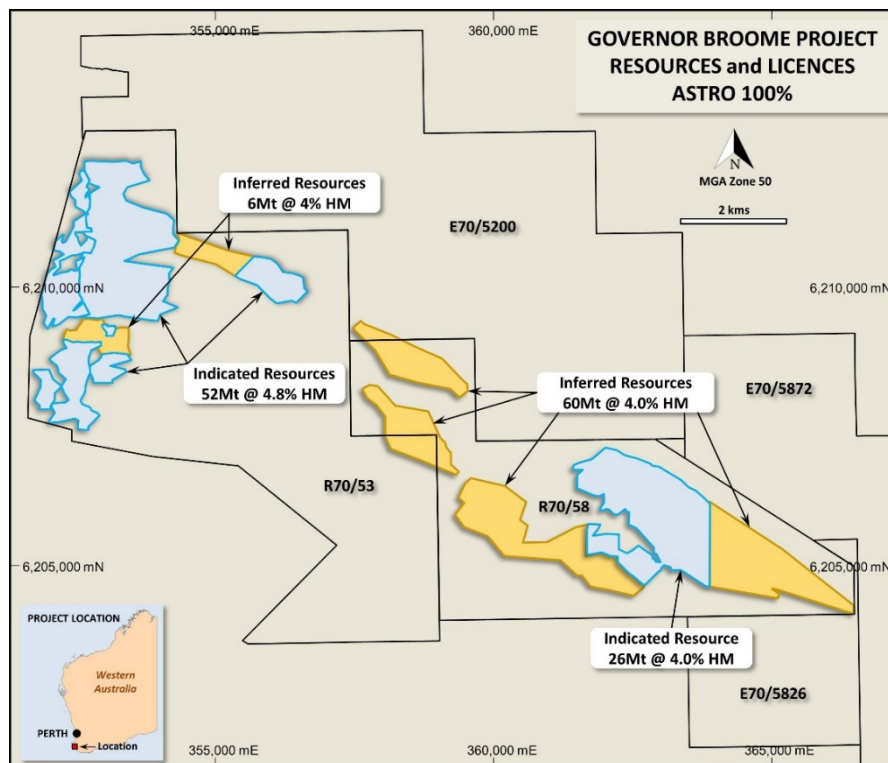 355,000 mE
360,000 mE
GOVERNOR BROOME PROJECT
RESOURCES and LICENCES
ASTRO 100%
N
MGA Zone 50
2 kms
Inferred Resources
6Mt @ 4% HM
E70/5200
6,210,000 mN
6,210,000 mN
Indicated Resources
52Mt @ 4.8% HM
Inferred Resources
60Mt @ 4.0% HM
E70/5872
R70/53
R70/58
6,205,000 mN
6,205,000 mN
Indicated Resource
26Mt @ 4.0% HM
E70/5826
PROJECT LOCATION
Western
Australia
PERTH
Location
355,000 mE
360,000 mE
365,000 mE